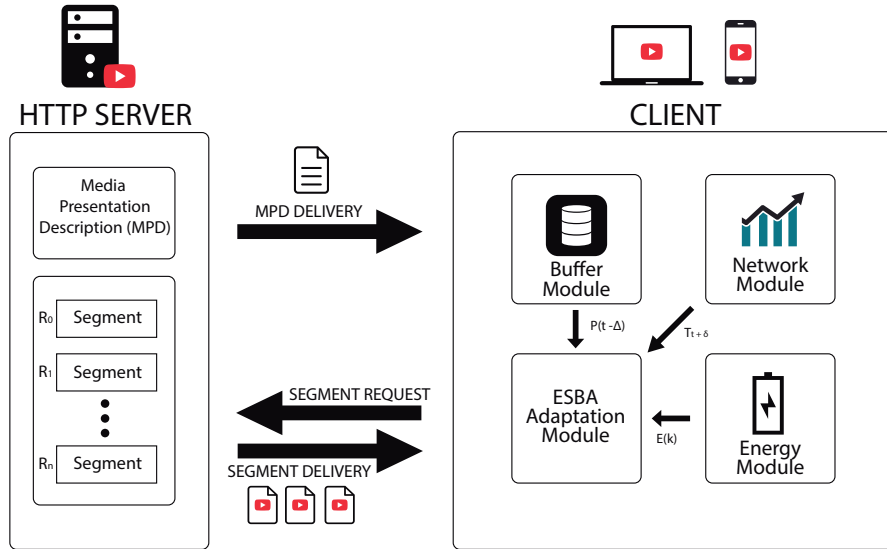 HTTP SERVER
Media
Presentation
Description (MPD)
R0 Segment
R1 Segment
Rn Segment
MPD DELIVERY
SEGMENT REQUEST
SEGMENT DELIVERY
CLIENT
Buffer
Module
Network
Module
P(t -Δ)
Tt + δ
ESBA
Adaptation
Module
E(k)
Energy
Module